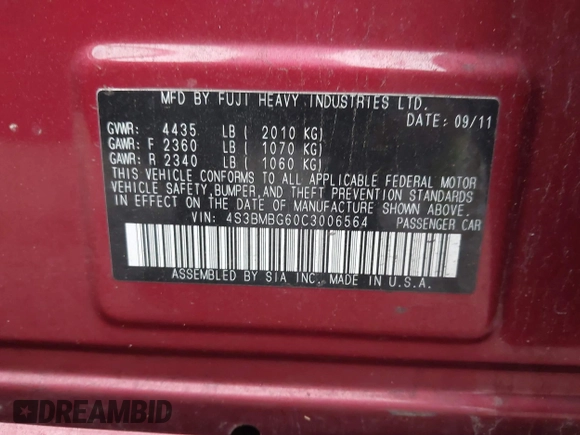 MFD BY FUJI HEAVY INDUSTRIES LTD.
DATE: 09/11
GVWR: 4435 LB ( 2010 KG)
GAWR: F 2360 LB ( 1070 KG)
GAWR: R 2340 LB ( 1060 KG)
THIS VEHICLE CONFORMS TO ALL APPLICABLE FEDERAL MOTOR
VEHICLE SAFETY, BUMPER, AND THEFT PREVENTION STANDARDS
IN EFFECT ON THE DATE OF MANUFACTURE SHOWN ABOVE.
VIN: 4S3BMBG60C3006564 PASSENGER CAR
ASSEMBLED BY SIA INC. MADE IN U.S.A.
DREAMBID